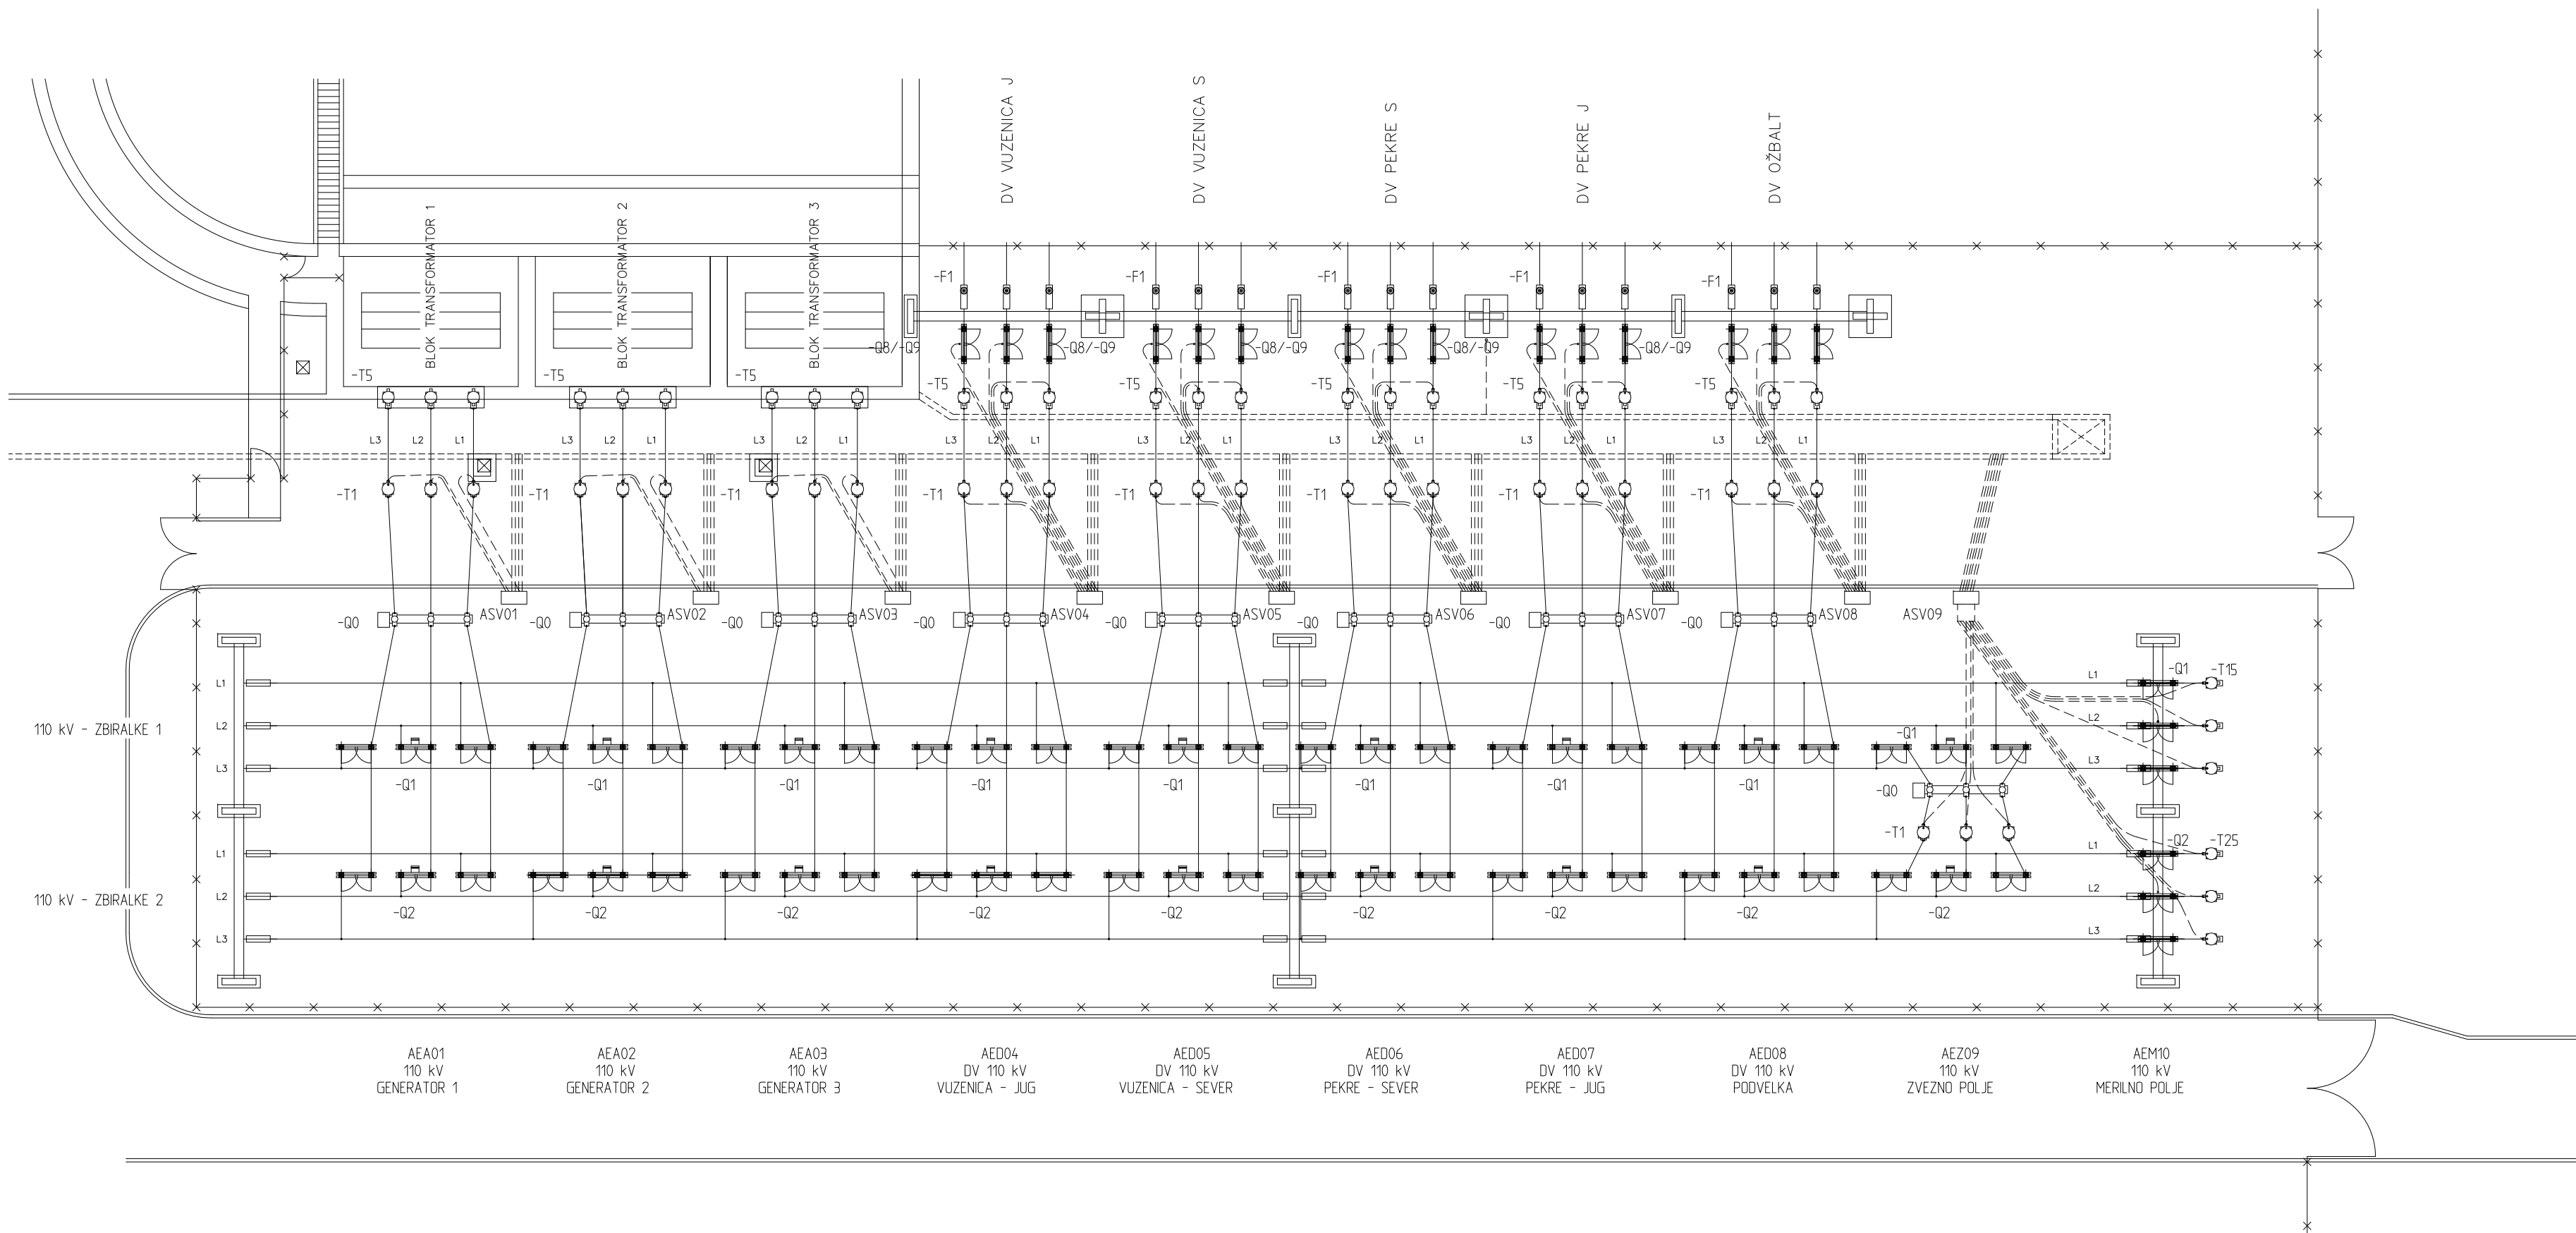 DV VUZENICA J
DV VUZENICA S
DV PEKRE S
DV PEKRE J
DV OŽBALT
BLOK TRANSFORMATOR 1
BLOK TRANSFORMATOR 2
BLOK TRANSFORMATOR 3
-F1 -F1 -F1 -F1 -F1
-Q8/-Q9 -Q8/-Q9 -Q8/-Q9 -Q8/-Q9 -Q8/-Q9
-T5 -T5 -T5 -T5 -T5 -T5 -T5 -T5
L3 L2 L1 L3 L2 L1 L3 L2 L1 L3 L2 L1 L3 L2 L1 L3 L2 L1 L3 L2 L1 L3 L2 L1
-T1 -T1 -T1 -T1 -T1 -T1 -T1 -T1
ASV01 ASV02 ASV03 ASV04 ASV05 ASV06 ASV07 ASV08 ASV09
-Q0 -Q0 -Q0 -Q0 -Q0 -Q0 -Q0 -Q0
-Q1 -T15
L1 L1
L2 L2
110 kV - ZBIRALKE 1
-Q1
L3 L3
-Q1 -Q1 -Q1 -Q1 -Q1 -Q1 -Q1 -Q1
-Q0
-T1
-Q2 -T25
L1 L1
L2 L2
110 kV - ZBIRALKE 2
-Q2 -Q2 -Q2 -Q2 -Q2 -Q2 -Q2 -Q2 -Q2
L3 L3
AEA01
110 kV
GENERATOR 1
AEA02
110 kV
GENERATOR 2
AEA03
110 kV
GENERATOR 3
AED04
DV 110 kV
VUZENICA - JUG
AED05
DV 110 kV
VUZENICA - SEVER
AED06
DV 110 kV
PEKRE - SEVER
AED07
DV 110 kV
PEKRE - JUG
AED08
DV 110 kV
PODVELKA
AEZ09
110 kV
ZVEZNO POLJE
AEM10
110 kV
MERILNO POLJE